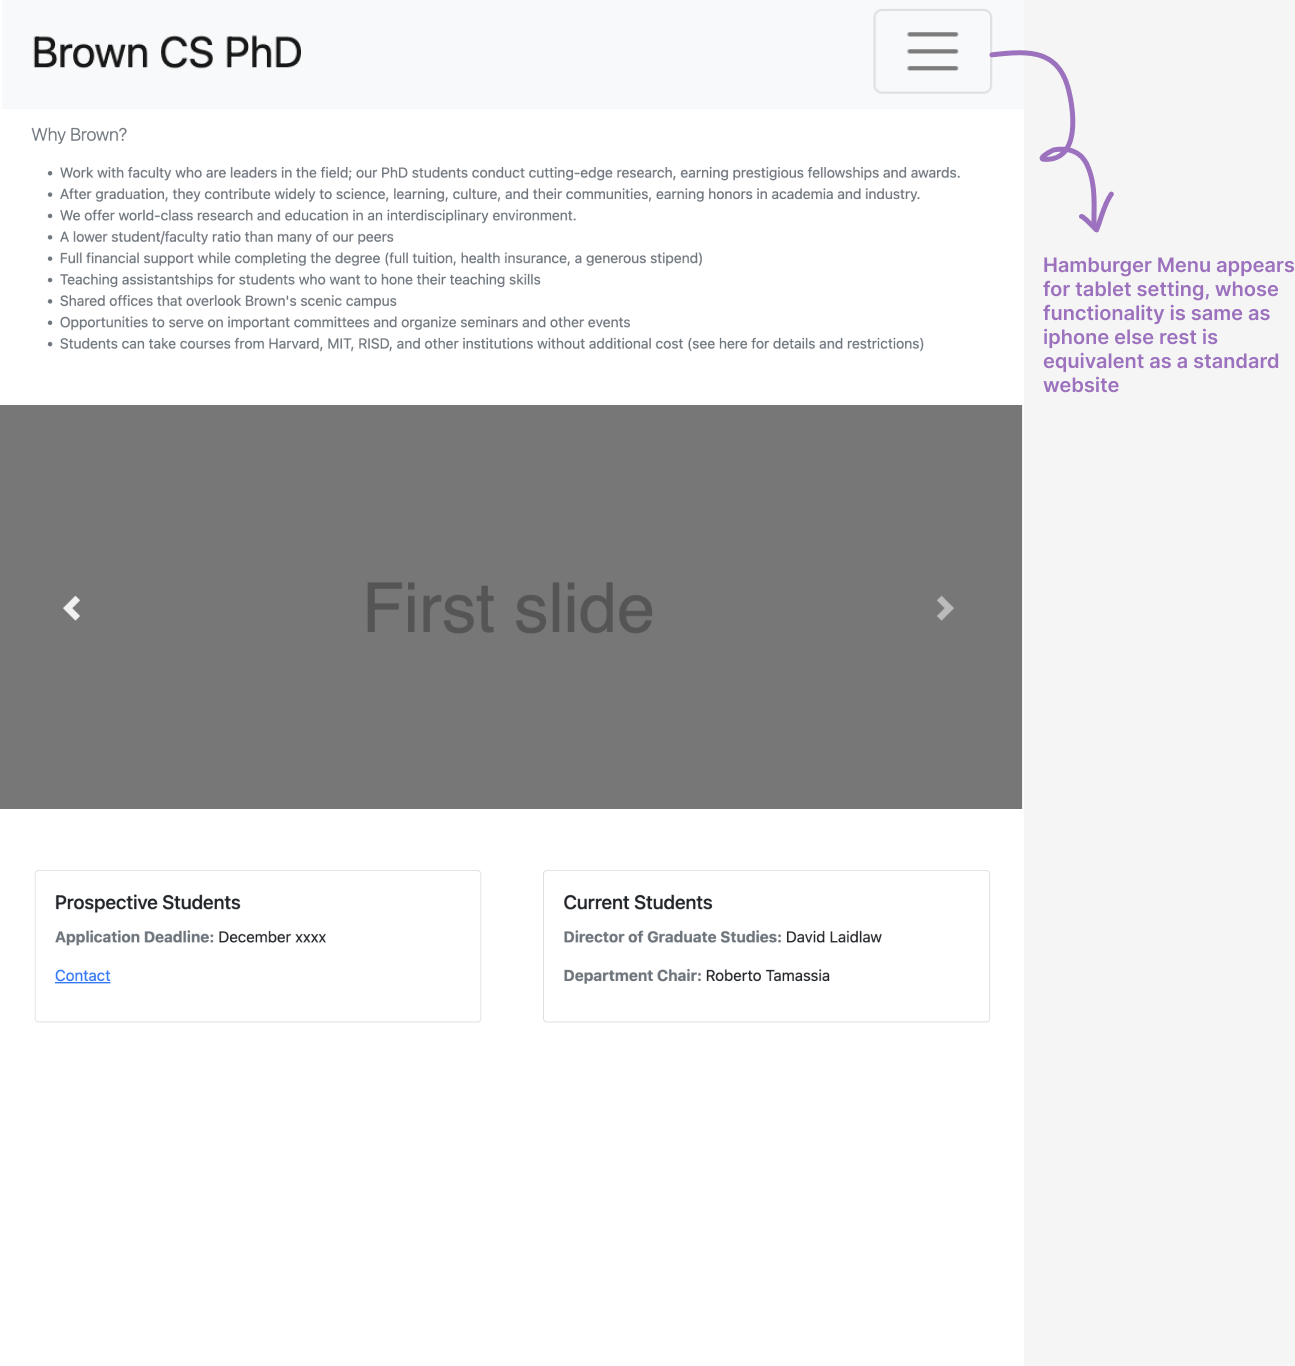 Brown CS PhD
Why Brown?
• Work with faculty who are leaders in the field; our PhD students conduct cutting-edge research, earning prestigious fellowships and awards.
• After graduation, they contribute widely to science, learning, culture, and their communities, earning honors in academia and industry.
• We offer world-class research and education in an interdisciplinary environment.
• A lower student/faculty ratio than many of our peers
• Full financial support while completing the degree (full tuition, health insurance, a generous stipend)
• Teaching assistantships for students who want to hone their teaching skills
• Shared offices that overlook Brown's scenic campus
• Opportunities to serve on important committees and organize seminars and other events
• Students can take courses from Harvard, MIT, RISD, and other institutions without additional cost (see here for details and restrictions)
Hamburger Menu appears
for tablet setting, whose
functionality is same as
iphone else rest is
equivalent as a standard
website
First slide
Prospective Students
Application Deadline: December xxxx
Contact
Current Students
Director of Graduate Studies: David Laidlaw
Department Chair: Roberto Tamassia